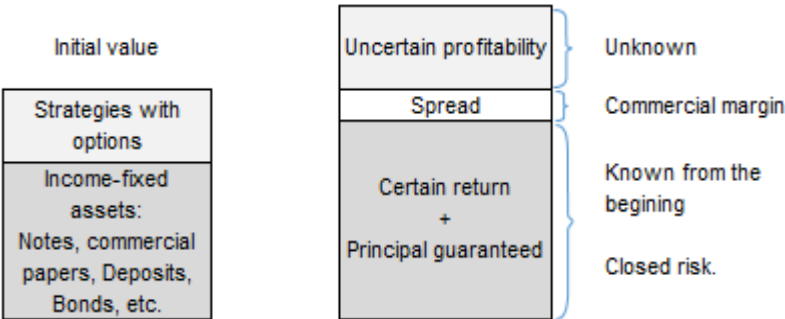 Initial value
Strategies with
options
Income-fixed
assets:
Notes, commercial
papers, Deposits,
Bonds, etc.
Uncertain profitability
Spread
Certain return
+
Principal guaranteed
Unknown
Commercial margin
Known from the
begining
Closed risk.